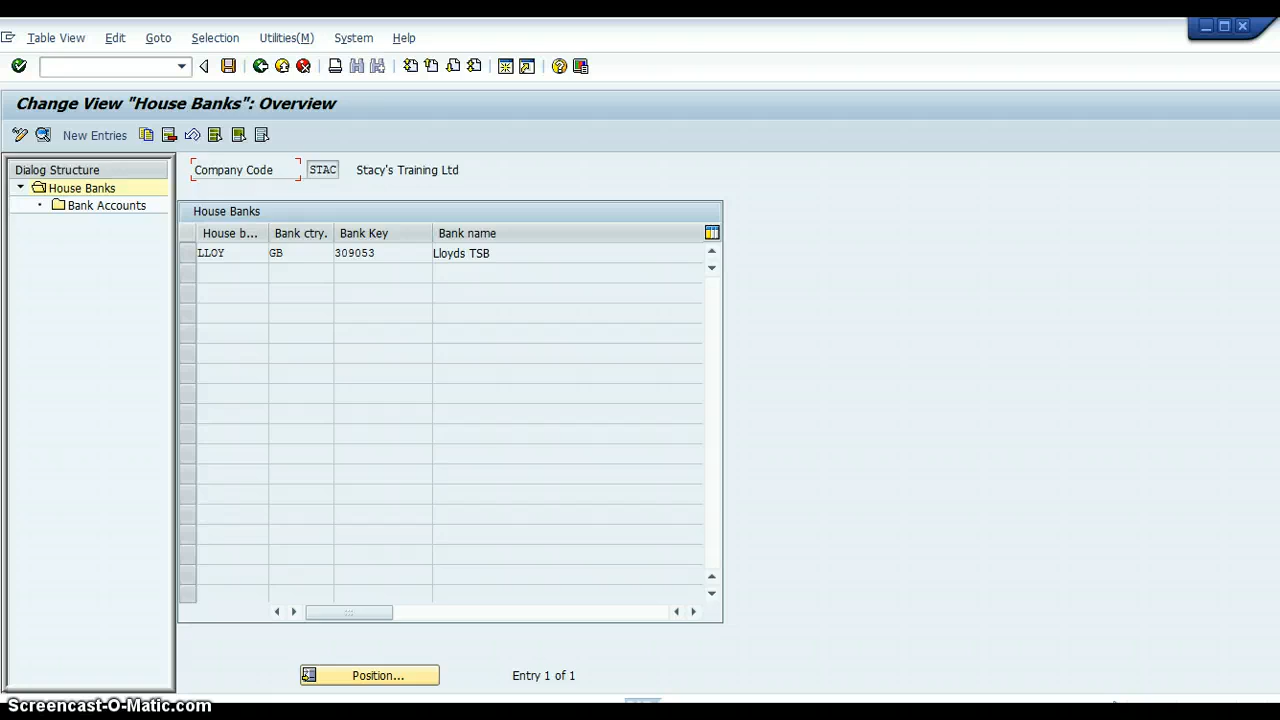 Table View Edit Goto Selection Utilities(M) System Help
Change View "House Banks": Overview
New Entries
Dialog Structure
House Banks
Bank Accounts
Company Code STAC Stacy's Training Ltd
House Banks
House b... Bank ctry. Bank Key Bank name
LLOY GB 309053 Lloyds TSB
Position... Entry 1 of 1
Screencast-O-Matic.com